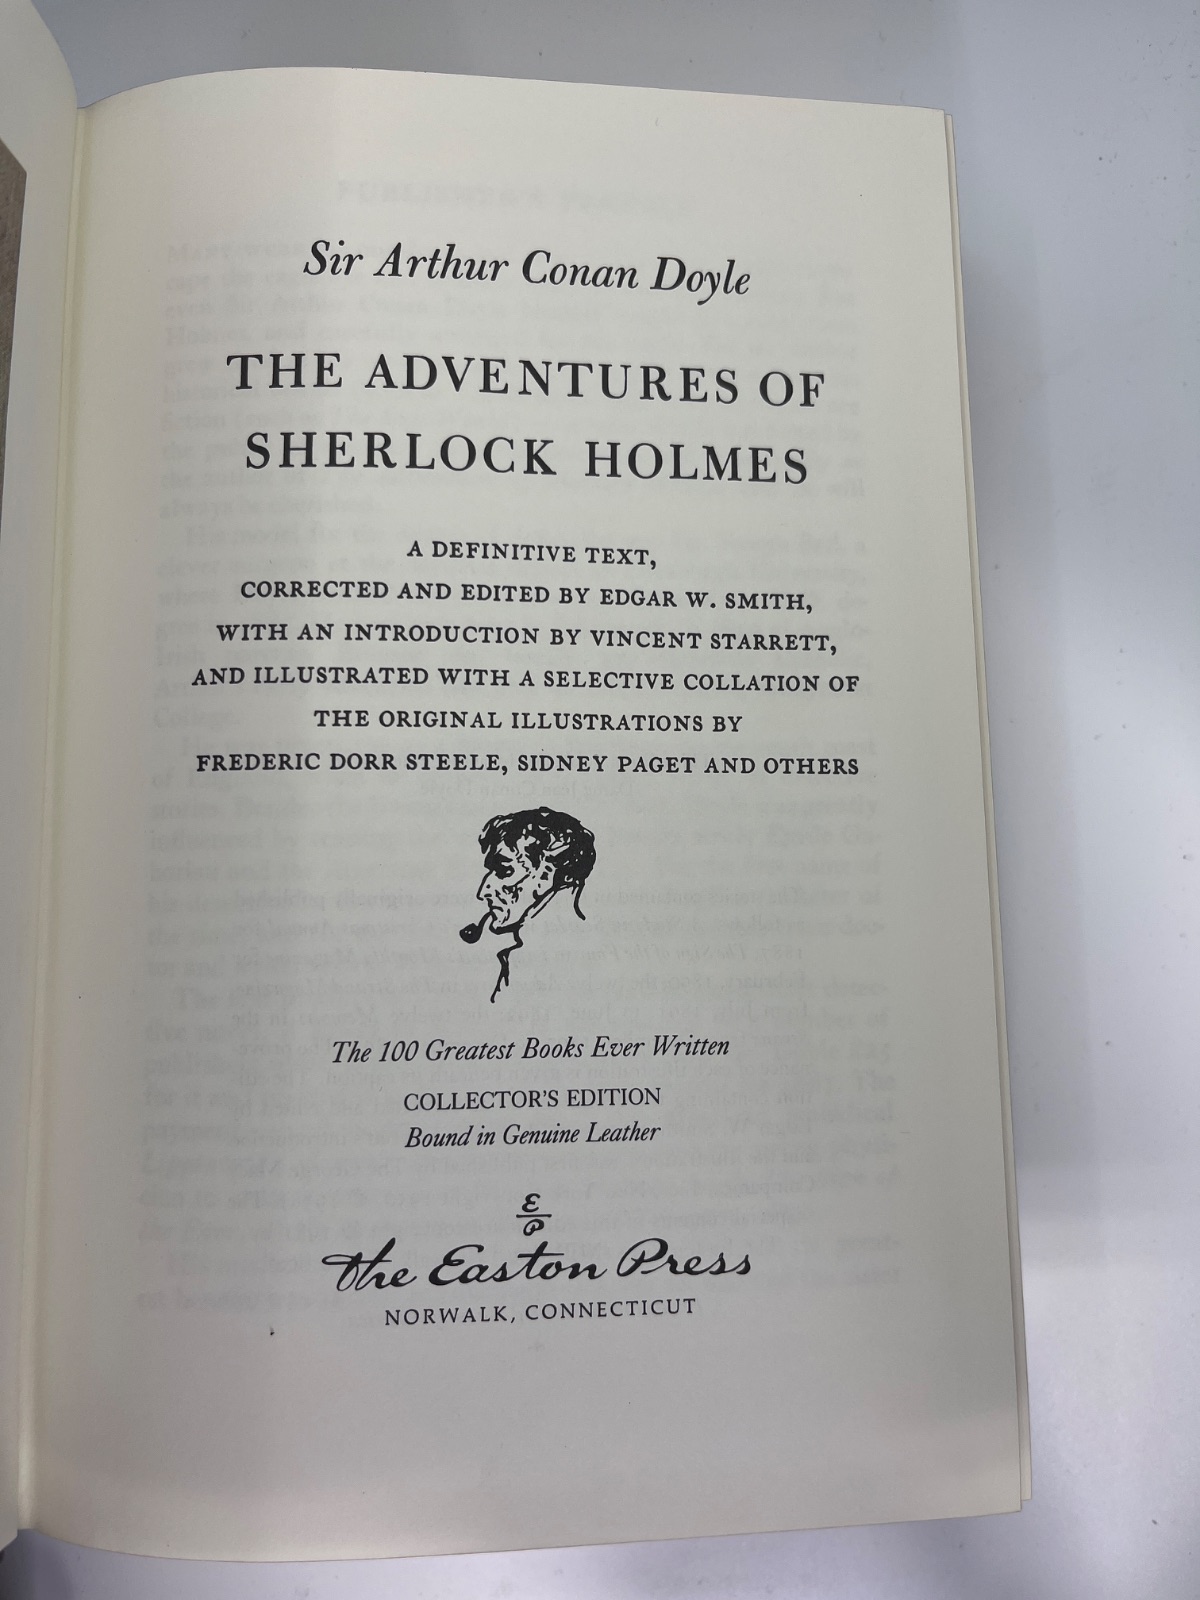 Sir Arthur Conan Doyle
THE ADVENTURES OF
SHERLOCK HOLMES
A DEFINITIVE TEXT,
CORRECTED AND EDITED BY EDGAR W. SMITH,
WITH AN INTRODUCTION BY VINCENT STARRETT,
AND ILLUSTRATED WITH A SELECTIVE COLLATION OF
THE ORIGINAL ILLUSTRATIONS BY
FREDERIC DORR STEELE, SIDNEY PAGET AND OTHERS
The 100 Greatest Books Ever Written
COLLECTOR'S EDITION
Bound in Genuine Leather
E
P
The Easton Press
NORWALK, CONNECTICUT